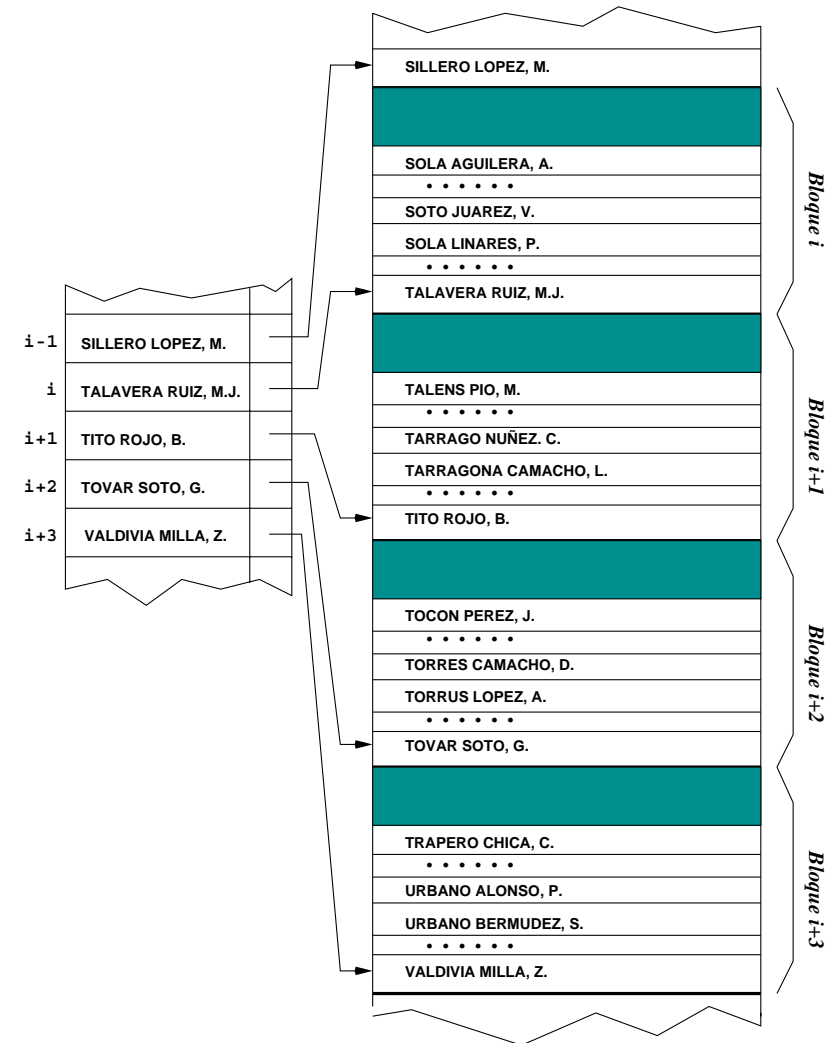 i-1 SILLERO LOPEZ, M.
i TALAVERA RUIZ, M.J.
i+1 TITO ROJO, B.
i+2 TOVAR SOTO, G.
i+3 VALDIVIA MILLA, Z.
SILLERO LOPEZ, M.
SOLA AGUILERA, A.
• • • • • •
SOTO JUAREZ, V.
SOLA LINARES, P.
• • • • • •
TALAVERA RUIZ, M.J.
Bloque i
TALENS PIO, M.
• • • • • •
TARRAGO NUÑEZ. C.
TARRAGONA CAMACHO, L.
• • • • • •
TITO ROJO, B.
Bloque i+1
TOCON PEREZ, J.
• • • • • •
TORRES CAMACHO, D.
TORRUS LOPEZ, A.
• • • • • •
TOVAR SOTO, G.
Bloque i+2
TRAPERO CHICA, C.
• • • • • •
URBANO ALONSO, P.
URBANO BERMUDEZ, S.
• • • • • •
VALDIVIA MILLA, Z.
Bloque i+3